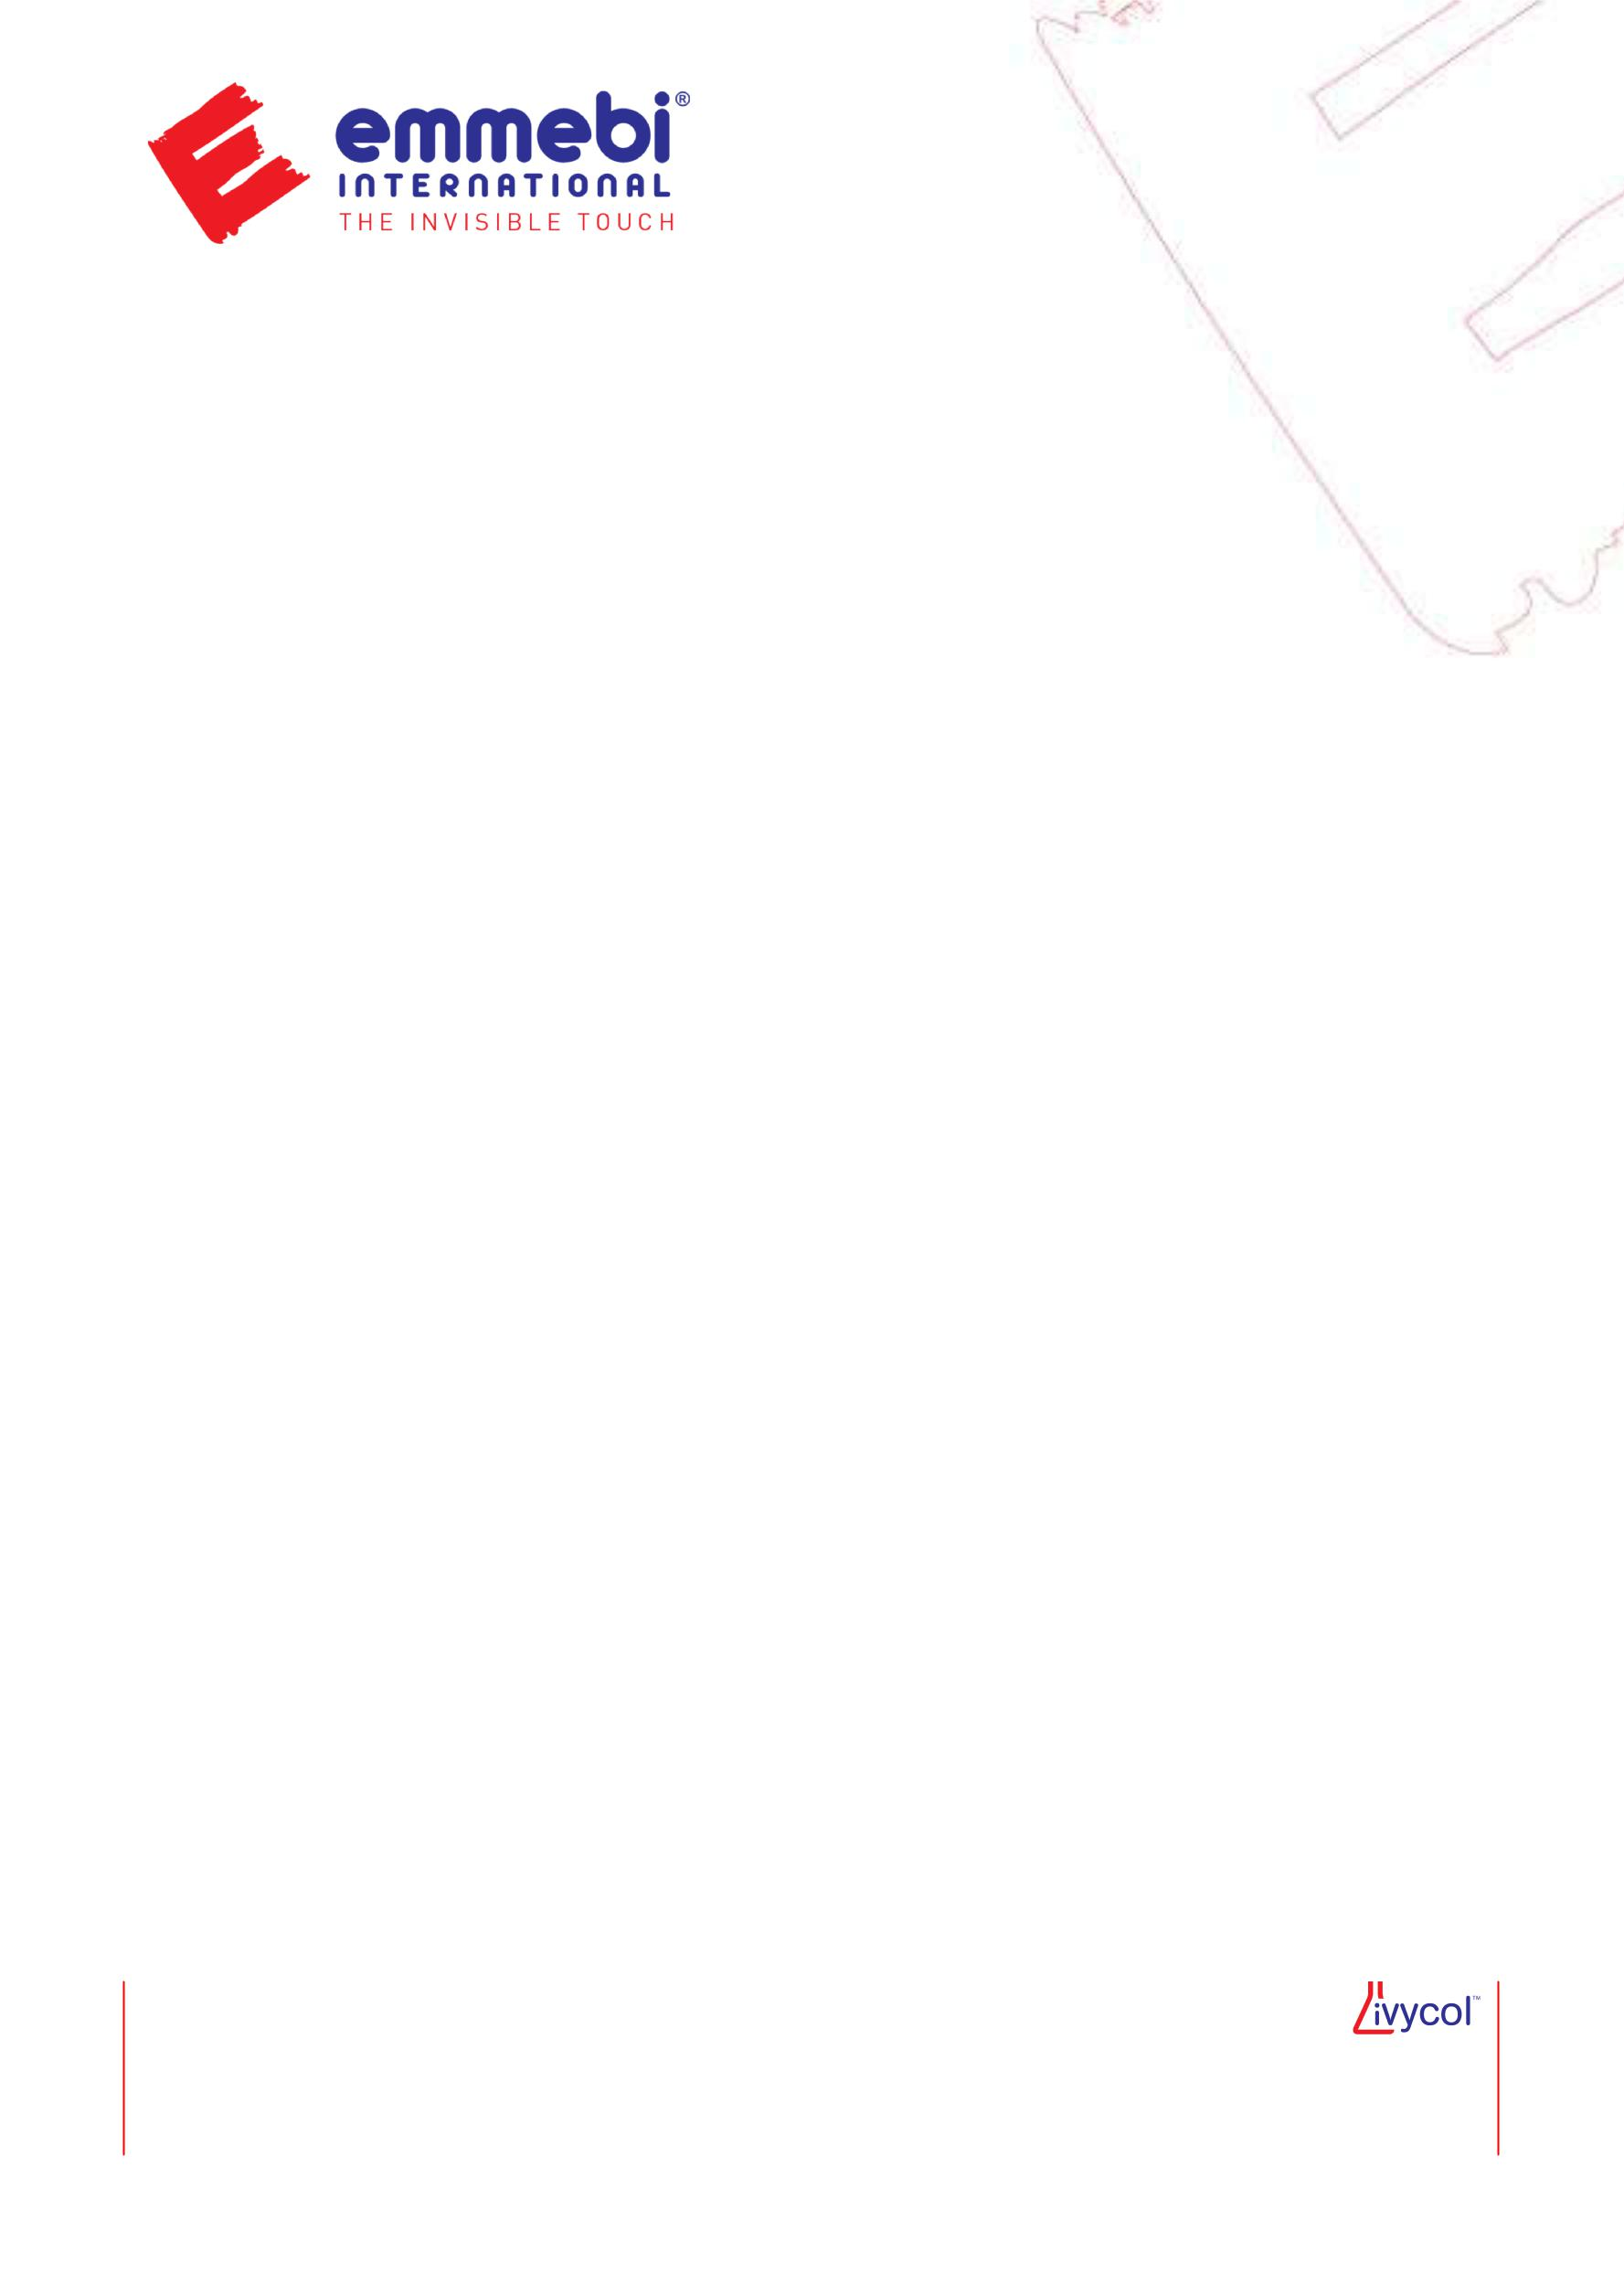 emmebi®
INTERNATIONAL
THE INVISIBLE TOUCH
ivycol™